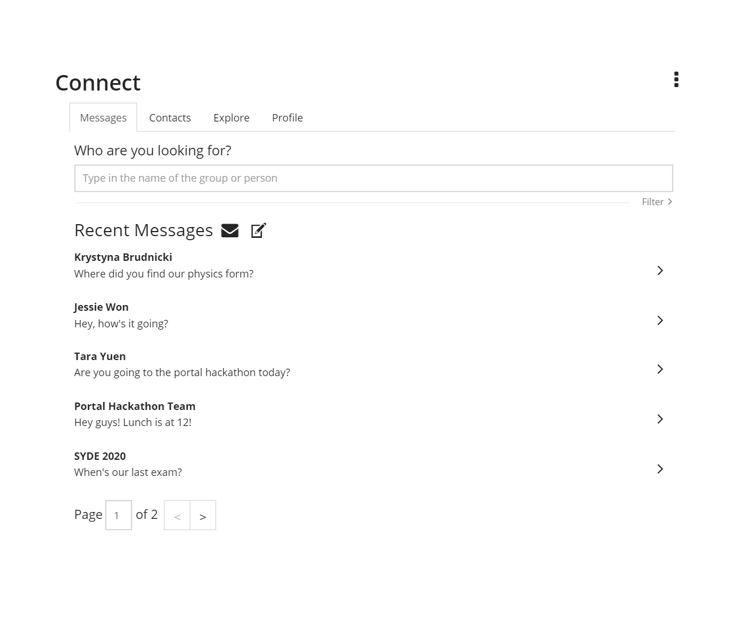 Connect
Messages Contacts Explore Profile
Who are you looking for?
Type in the name of the group or person
Filter >
Recent Messages
Krystyna Brudnicki
Where did you find our physics form?
Jessie Won
Hey, how's it going?
Tara Yuen
Are you going to the portal hackathon today?
Portal Hackathon Team
Hey guys! Lunch is at 12!
SYDE 2020
When's our last exam?
Page 1 of 2 < >